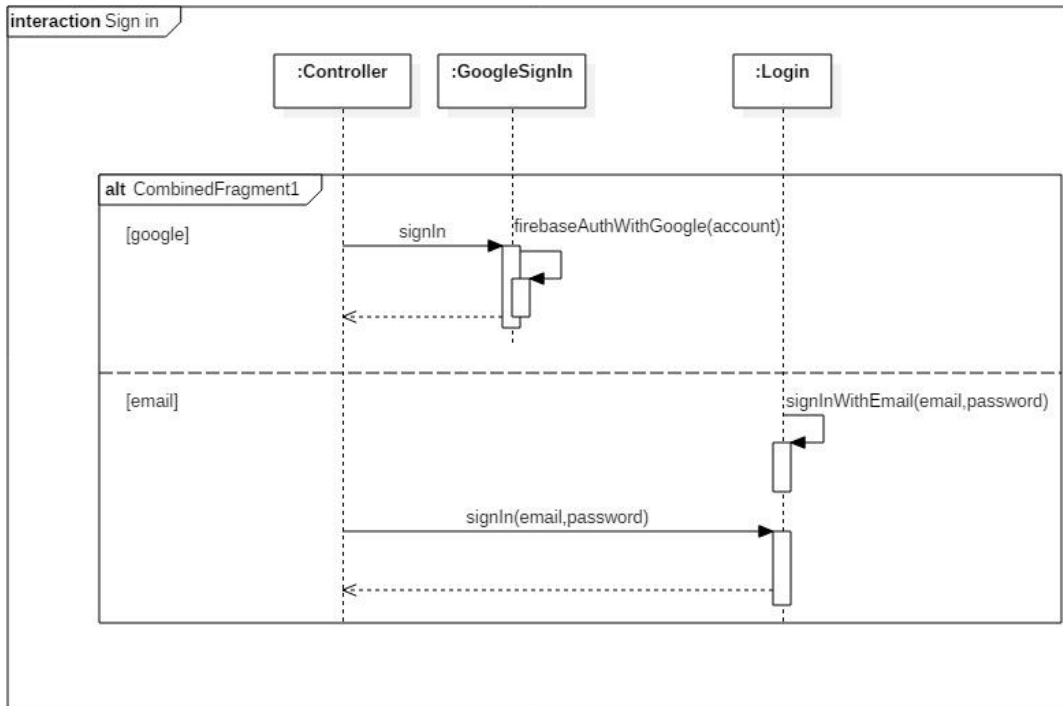 interaction Sign in
:Controller
:GoogleSignIn
:Login
alt CombinedFragment1
[google]
signIn
firebaseAuthWithGoogle(account)
[email]
signInWithEmail(email,password)
signIn(email,password)